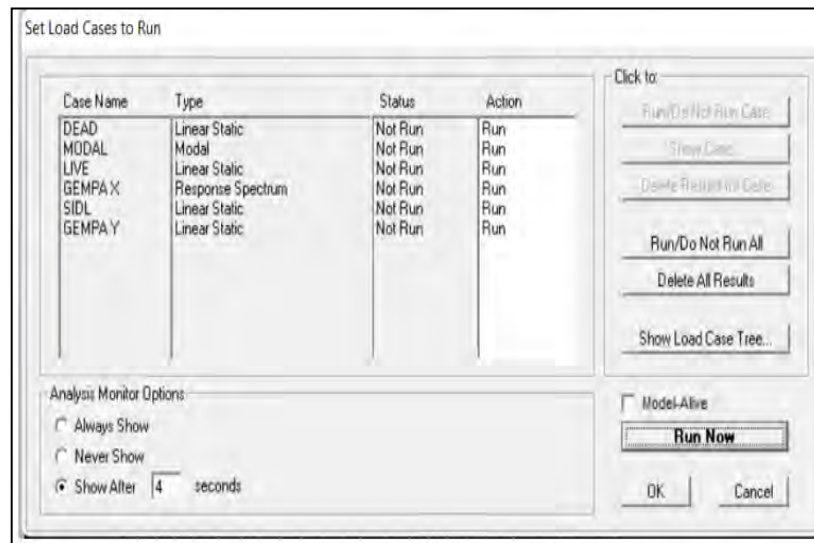 Set Load Cases to Run
Case Name Type Status Action
DEAD Linear Static Not Run Run
MODAL Modal Not Run Run
LIVE Linear Static Not Run Run
GEMPA X Response Spectrum Not Run Run
SIDL Linear Static Not Run Run
GEMPA Y Linear Static Not Run Run
Click to:
Run/Do Not Run Case
Show Case...
Delete Results for Case
Run/Do Not Run All
Delete All Results
Show Load Case Tree...
Analysis Monitor Options
Always Show
Never Show
Show After 4 seconds
Model-Alive
Run Now
OK Cancel